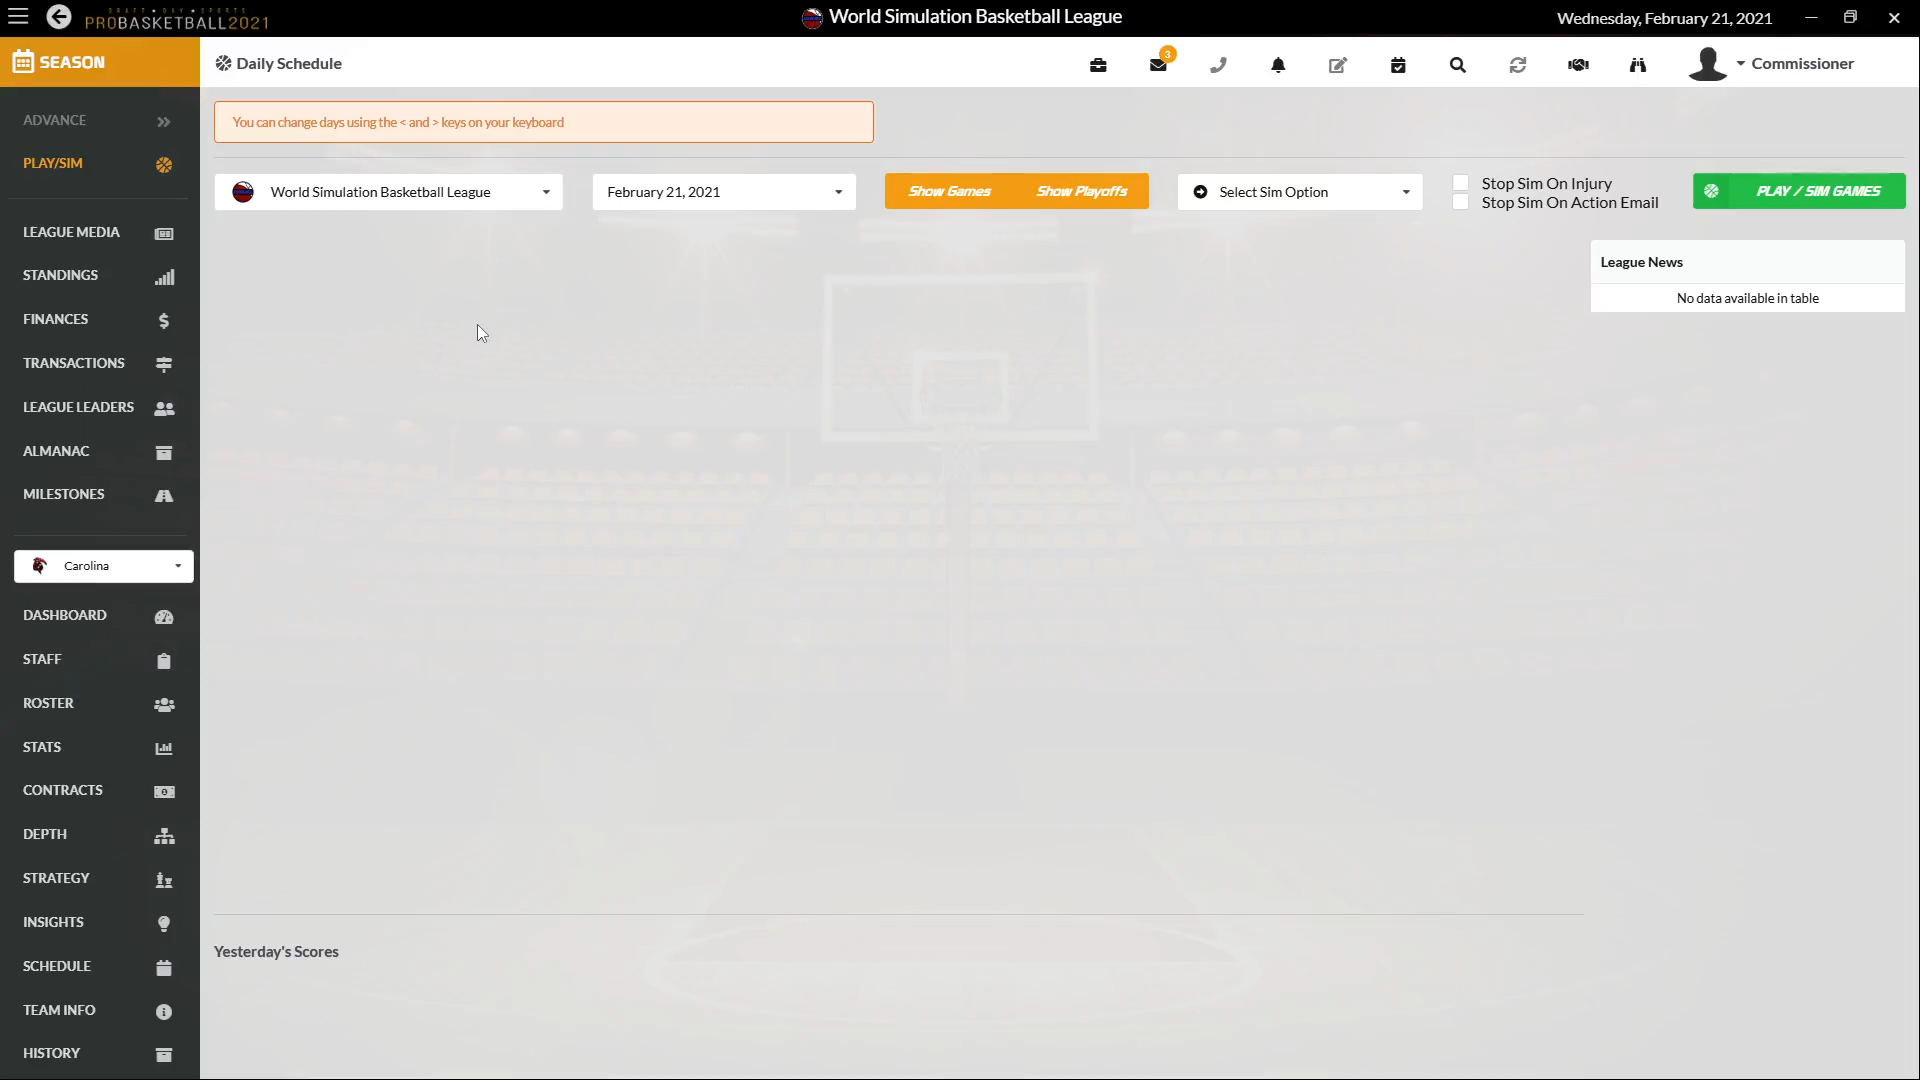 DRAFT • DAY • SPORTS
PROBASKETBALL2021
World Simulation Basketball League
Wednesday, February 21, 2021
SEASON
Daily Schedule
3
Commissioner
ADVANCE
PLAY/SIM
LEAGUE MEDIA
STANDINGS
FINANCES
TRANSACTIONS
LEAGUE LEADERS
ALMANAC
MILESTONES
Carolina
DASHBOARD
STAFF
ROSTER
STATS
CONTRACTS
DEPTH
STRATEGY
INSIGHTS
SCHEDULE
TEAM INFO
HISTORY
You can change days using the < and > keys on your keyboard
World Simulation Basketball League
February 21, 2021
Show Games
Show Playoffs
Select Sim Option
Stop Sim On Injury
Stop Sim On Action Email
PLAY / SIM GAMES
League News
No data available in table
Yesterday's Scores